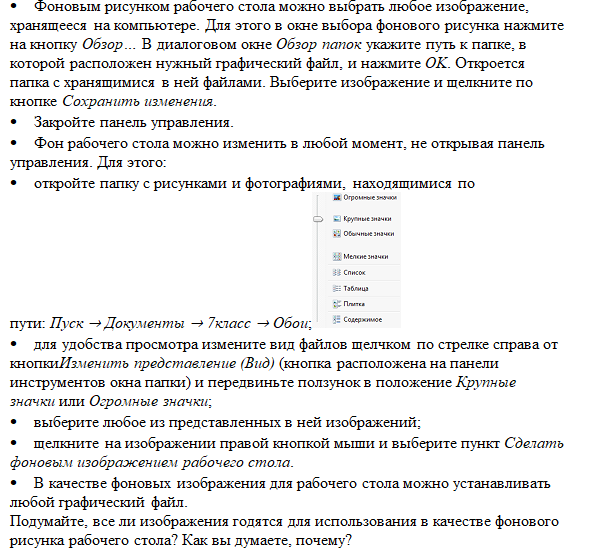 • Фоновым рисунком рабочего стола можно выбрать любое изображение,
хранящееся на компьютере. Для этого в окне выбора фонового рисунка нажмите
на кнопку Обзор… В диалоговом окне Обзор папок укажите путь к папке, в
которой расположен нужный графический файл, и нажмите OK. Откроется
папка с хранящимися в ней файлами. Выберите изображение и щелкните по
кнопке Сохранить изменения.
• Закройте панель управления.
• Фон рабочего стола можно изменить в любой момент, не открывая панель
управления. Для этого:
• откройте папку с рисунками и фотографиями, находящимися по
Огромные значки
Крупные значки
Обычные значки
Мелкие значки
Список
Таблица
Плитка
Содержимое
пути: Пуск → Документы → 7класс → Обои;
• для удобства просмотра измените вид файлов щелчком по стрелке справа от
кнопкиИзменить представление (Вид) (кнопка расположена на панели
инструментов окна папки) и передвиньте ползунок в положение Крупные
значки или Огромные значки;
• выберите любое из представленных в ней изображений;
• щелкните на изображении правой кнопкой мыши и выберите пункт Сделать
фоновым изображением рабочего стола.
• В качестве фоновых изображения для рабочего стола можно устанавливать
любой графический файл.
Подумайте, все ли изображения годятся для использования в качестве фонового
рисунка рабочего стола? Как вы думаете, почему?